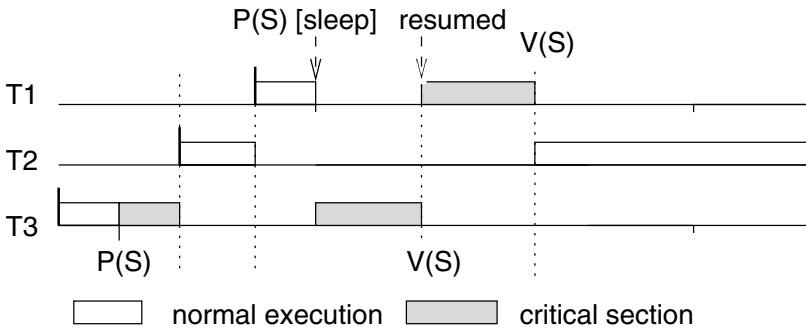 P(S) [sleep] resumed
V(S)
T1
T2
T3
P(S) V(S)
normal execution critical section